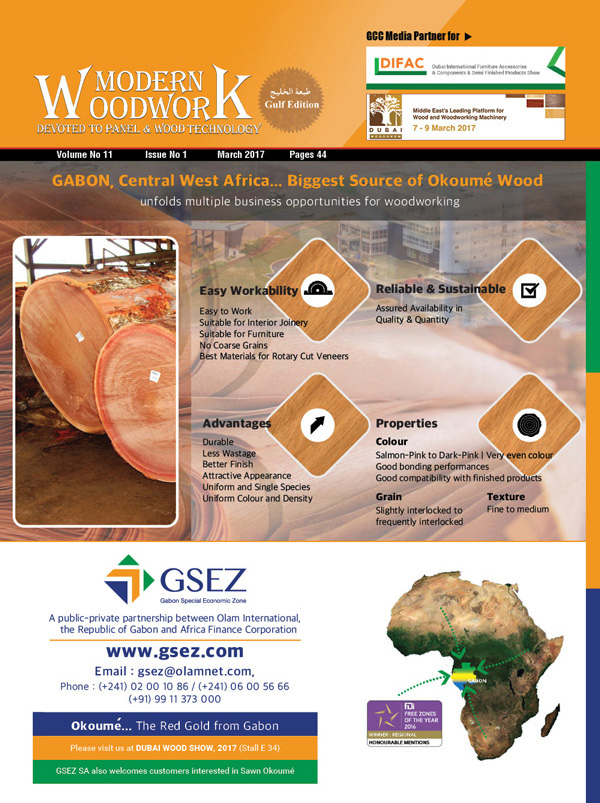 GCC Media Partner for
DIFAC
Dubai International Furniture Accessories
& Components & Semi Finished Products Show
MODERN
WOODWORK
DEVOTED TO PANEL & WOOD TECHNOLOGY
طبعة الخليج
Gulf Edition
DUBAI
WOODSHOW
Middle East's Leading Platform for
Wood and Woodworking Machinery
7 - 9 March 2017
Volume No 11 Issue No 1 March 2017 Pages 44
GABON, Central West Africa... Biggest Source of Okoumé Wood
unfolds multiple business opportunities for woodworking
Easy Workability
Easy to Work
Suitable for Interior Joinery
Suitable for Furniture
No Coarse Grains
Best Materials for Rotary Cut Veneers
Reliable & Sustainable
Assured Availability in
Quality & Quantity
Advantages
Durable
Less Wastage
Better Finish
Attractive Appearance
Uniform and Single Species
Uniform Colour and Density
Properties
Colour
Salmon-Pink to Dark-Pink | Very even colour
Good bonding performances
Good compatibility with finished products
Grain
Slightly interlocked to
frequently interlocked
Texture
Fine to medium
GSEZ
Gabon Special Economic Zone
A public-private partnership between Olam International,
the Republic of Gabon and Africa Finance Corporation
www.gsez.com
Email : gsez@olamnet.com,
Phone : (+241) 02 00 10 86 / (+241) 06 00 56 66
(+91) 99 11 373 000
Okoumé... The Red Gold from Gabon
Please visit us at DUBAI WOOD SHOW, 2017 (Stall E 34)
GSEZ SA also welcomes customers interested in Sawn Okoumé
GABON
fDi
FREE ZONES
OF THE YEAR
2016
WINNER : REGIONAL
HONOURABLE MENTIONS